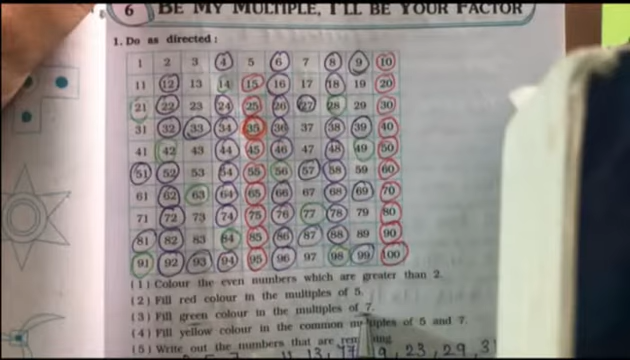 6 BE MY MULTIPLE, I'LL BE YOUR FACTOR
1. Do as directed :
1 2 3 4 5 6 7 8 9 10
11 12 13 14 15 16 17 18 19 20
21 22 23 24 25 26 27 28 29 30
31 32 33 34 35 36 37 38 39 40
41 42 43 44 45 46 47 48 49 50
51 52 53 54 55 56 57 58 59 60
61 62 63 64 65 66 67 68 69 70
71 72 73 74 75 76 77 78 79 80
81 82 83 84 85 86 87 88 89 90
91 92 93 94 95 96 97 98 99 100
(1) Colour the even numbers which are greater than 2.
(2) Fill red colour in the multiples of 5.
(3) Fill green colour in the multiples of 7.
(4) Fill yellow colour in the common of 5 and 7.
(5) Write out the numbers that are
11, 13, 17 19, 23, 29, 3